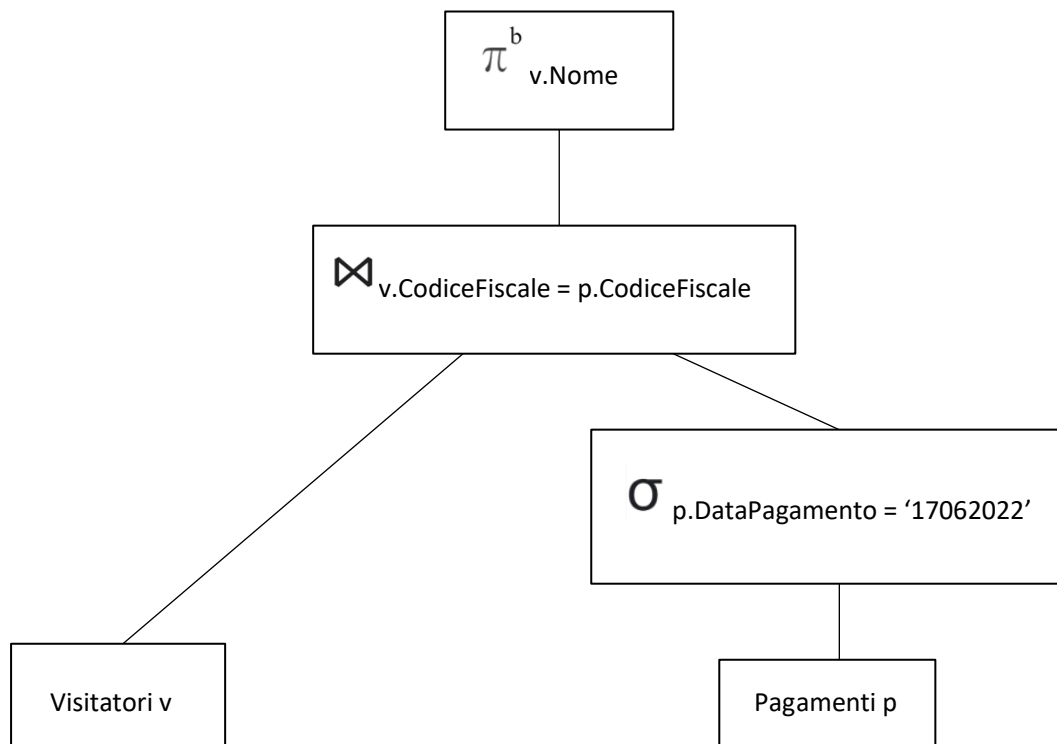 π b v.Nome
⋈ v.CodiceFiscale = p.CodiceFiscale
σ p.DataPagamento = ‘17062022’
Visitatori v
Pagamenti p